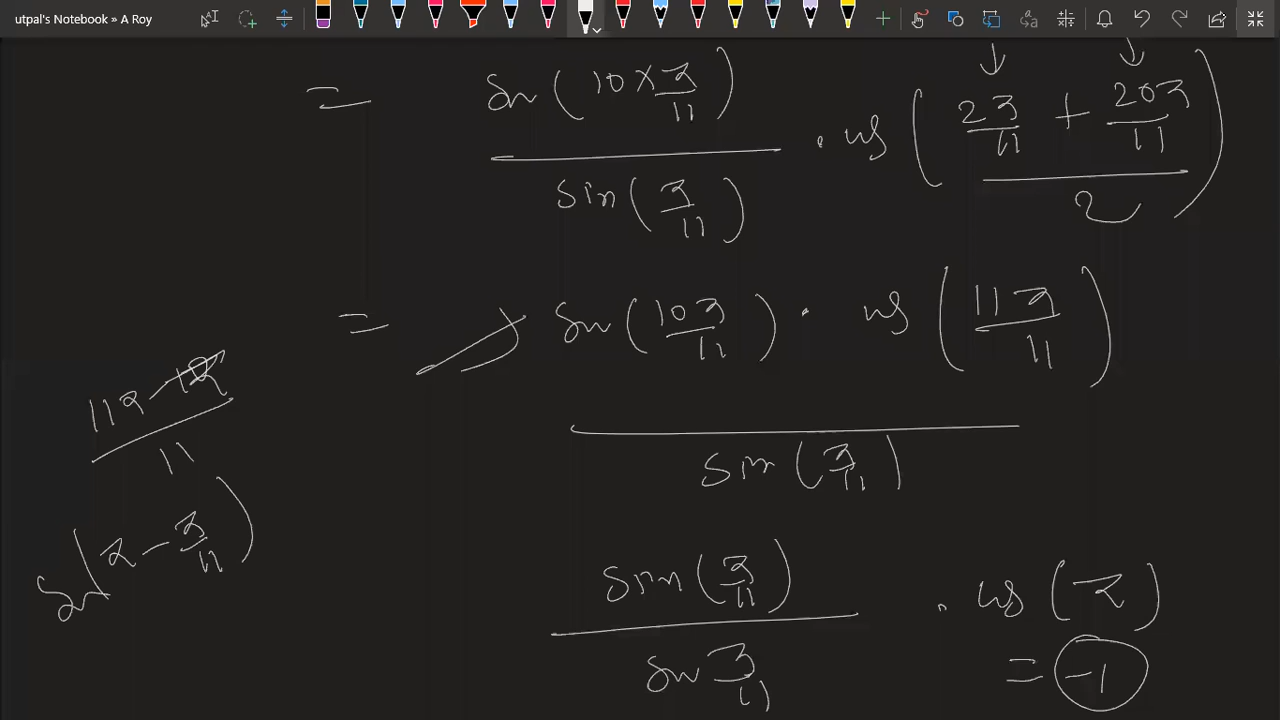 utpal's Notebook » A Roy
= sin(10×π/11) / sin(π/11) · cos((2π/11 + 20π/11) / 2)
= sin(10π/11) · cos(11π/11) / sin(π/11)
11π - π / 11
sin(π - π/11)
sin(π/11) / sin π/11 · cos(π)
= -1